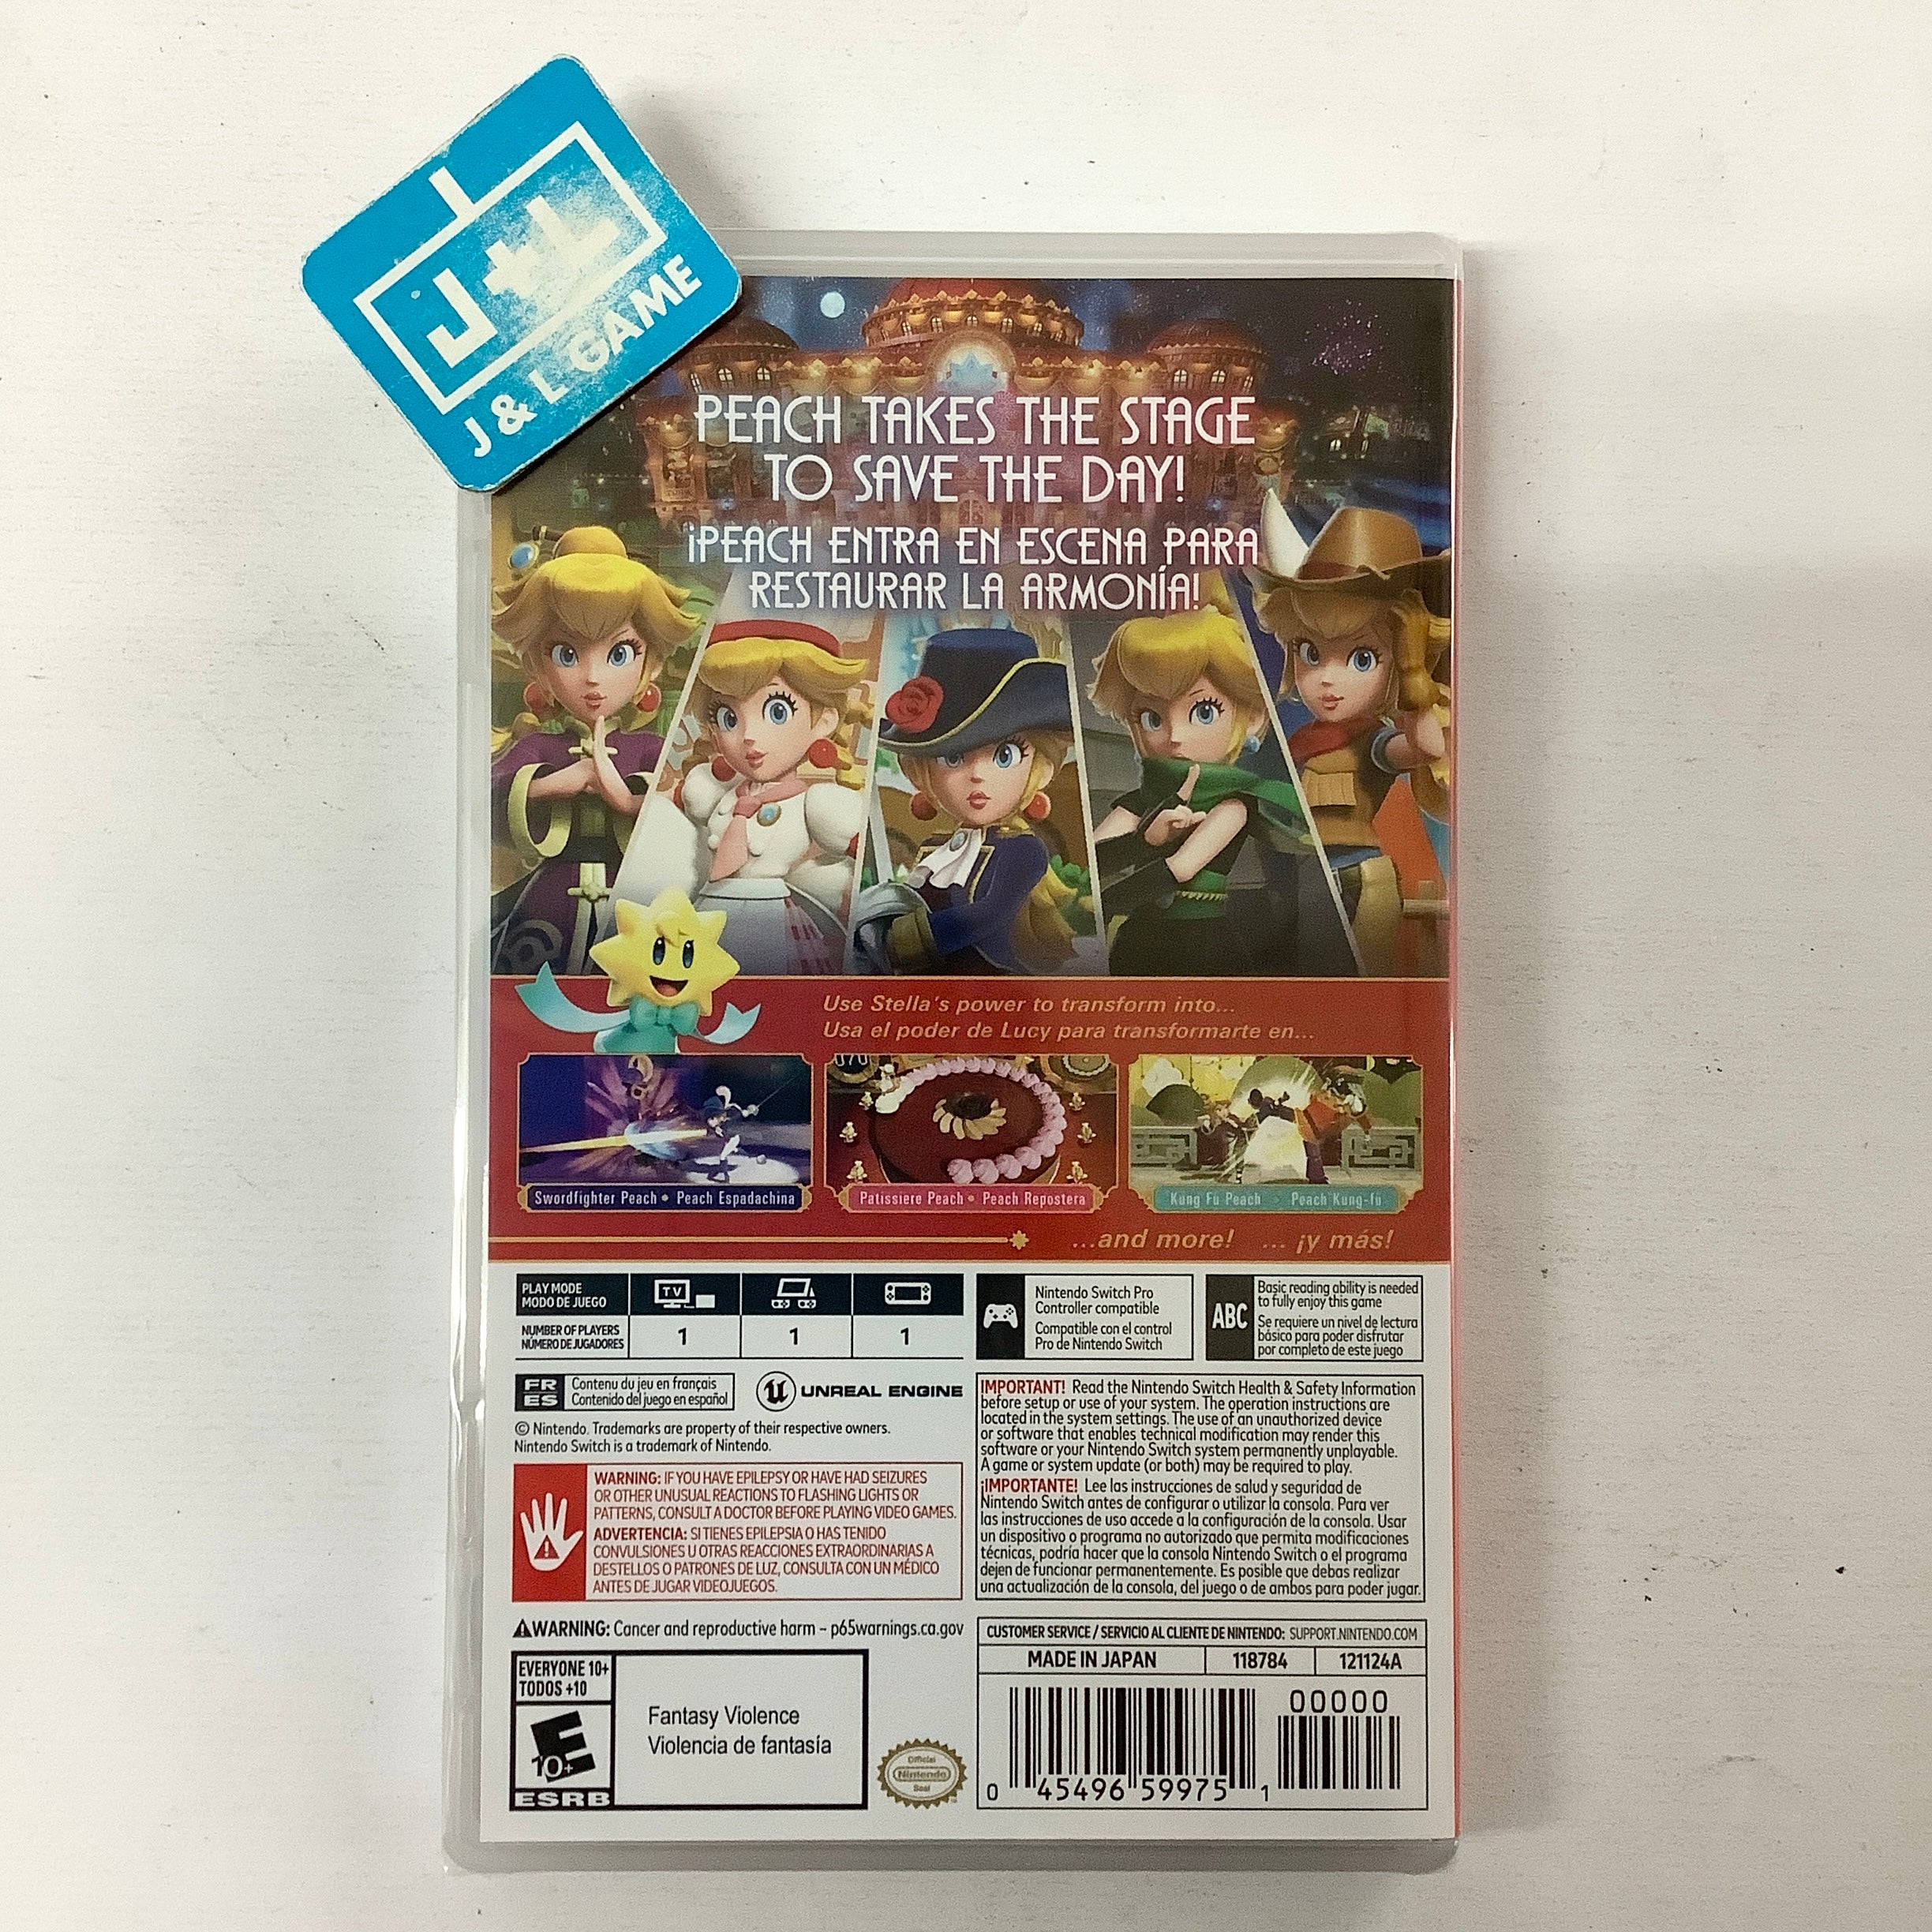 J&L
J & L GAME
PEACH TAKES THE STAGE
TO SAVE THE DAY!
¡PEACH ENTRA EN ESCENA PARA
RESTAURAR LA ARMONÍA!
Use Stella's power to transform into...
Usa el poder de Lucy para transformarte en...
Swordfighter Peach • Peach Espadachina
Patissiere Peach • Peach Repostera
Kung Fu Peach • Peach Kung-fu
...and more! ... ¡y más!
PLAY MODE
MODO DE JUEGO
TV
NUMBER OF PLAYERS
NÚMERO DE JUGADORES
1 1 1
Nintendo Switch Pro
Controller compatible
Compatible con el control
Pro de Nintendo Switch
ABC
Basic reading ability is needed
to fully enjoy this game
Se requiere un nivel de lectura
básico para poder disfrutar
por completo de este juego
FR
ES
Contenu du jeu en français
Contenido del juego en español
UNREAL ENGINE
© Nintendo. Trademarks are property of their respective owners.
Nintendo Switch is a trademark of Nintendo.
WARNING: IF YOU HAVE EPILEPSY OR HAVE HAD SEIZURES
OR OTHER UNUSUAL REACTIONS TO FLASHING LIGHTS OR
PATTERNS, CONSULT A DOCTOR BEFORE PLAYING VIDEO GAMES.
ADVERTENCIA: SI TIENES EPILEPSIA O HAS TENIDO
CONVULSIONES U OTRAS REACCIONES EXTRAORDINARIAS A
DESTELLOS O PATRONES DE LUZ, CONSULTA CON UN MÉDICO
ANTES DE JUGAR VIDEOJUEGOS.
IMPORTANT! Read the Nintendo Switch Health & Safety Information
before setup or use of your system. The operation instructions are
located in the system settings. The use of an unauthorized device
or software that enables technical modification may render this
software or your Nintendo Switch system permanently unplayable.
A game or system update (or both) may be required to play.
¡IMPORTANTE! Lee las instrucciones de salud y seguridad de
Nintendo Switch antes de configurar o utilizar la consola. Para ver
las instrucciones de uso accede a la configuración de la consola. Usar
un dispositivo o programa no autorizado que permita modificaciones
técnicas, podría hacer que la consola Nintendo Switch o el programa
dejen de funcionar permanentemente. Es posible que debas realizar
una actualización de la consola, del juego o de ambos para poder jugar.
WARNING: Cancer and reproductive harm – p65warnings.ca.gov
EVERYONE 10+
TODOS +10
E
10+
ESRB
Fantasy Violence
Violencia de fantasía
Official
Nintendo
Seal
CUSTOMER SERVICE / SERVICIO AL CLIENTE DE NINTENDO: SUPPORT.NINTENDO.COM
MADE IN JAPAN 118784 121124A
00000
0 45496 59975 1